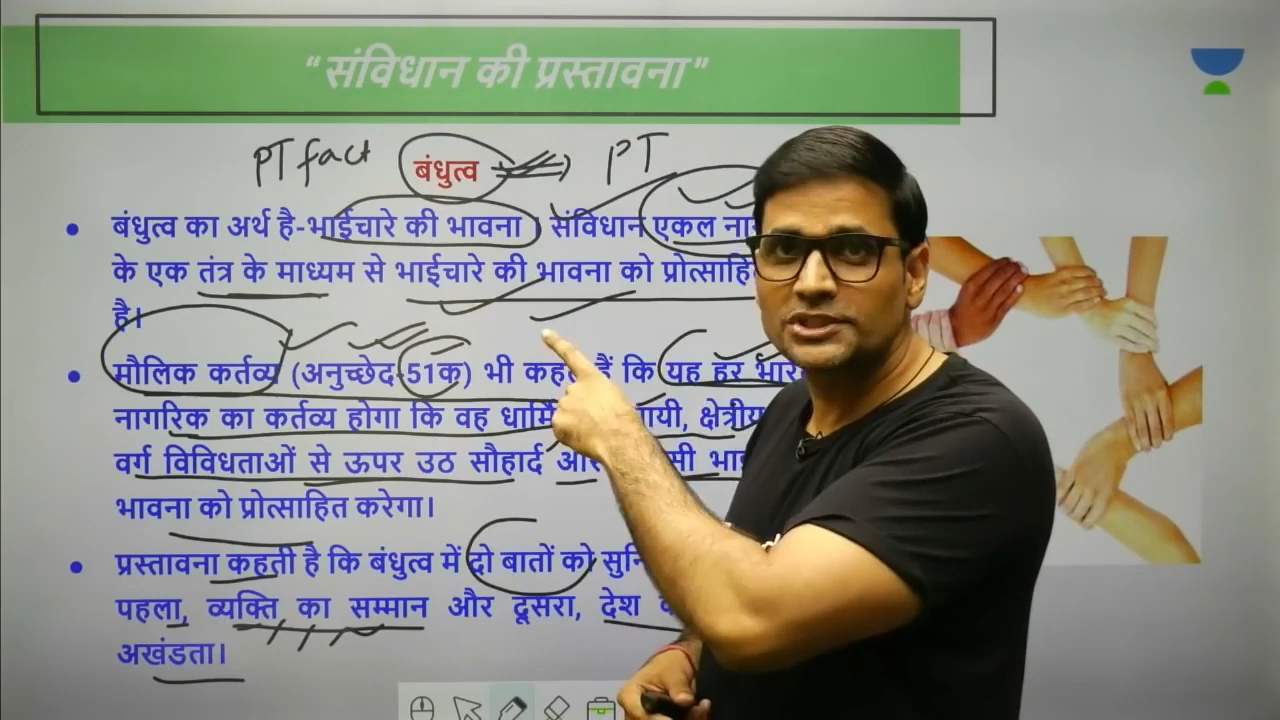 “संविधान की प्रस्तावना”
PT fact बंधुत्व PT
बंधुत्व का अर्थ है-भाईचारे की भावना । संविधान एकल
के एक तंत्र के माध्यम से भाईचारे की भावना को
है।
मौलिक कर्तव्य (अनुच्छेद-51क) भी कहते हैं कि यह हर
नागरिक का कर्तव्य होगा कि वह क्षेत्रीय
वर्ग विविधताओं से ऊपर उठ सौहार्द और
भावना को प्रोत्साहित करेगा।
प्रस्तावना कहती है कि बंधुत्व में दो बातों को
पहला, व्यक्ति का सम्मान और दूसरा, देश
अखंडता।